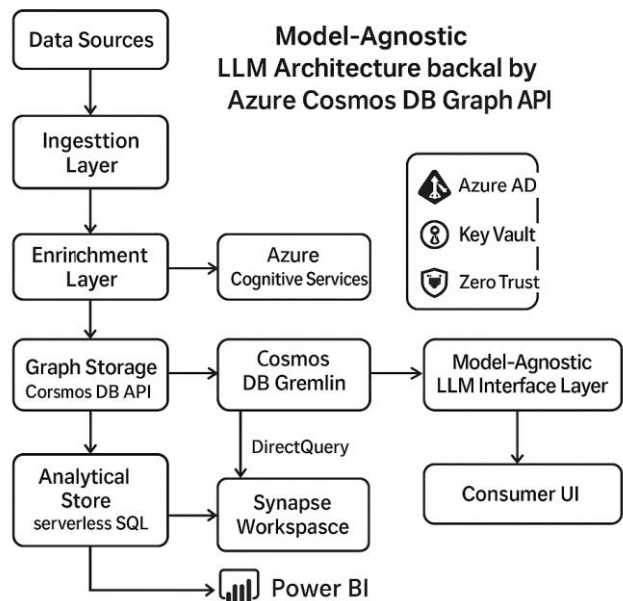 Data Sources
Model-Agnostic
LLM Architecture backal by
Azure Cosmos DB Graph API
Ingesttion
Layer
Azure AD
Key Vault
Zero Trust
Enrirchment
Layer
Azure
Cognitive Services
Graph Storage
Corsmos DB API
Cosmos
DB Gremlin
Model-Agnostic
LLM Interface Layer
DirectQuery
Analytical
Store
serverless SQL
Synapse
Workspasce
Consumer UI
Power BI